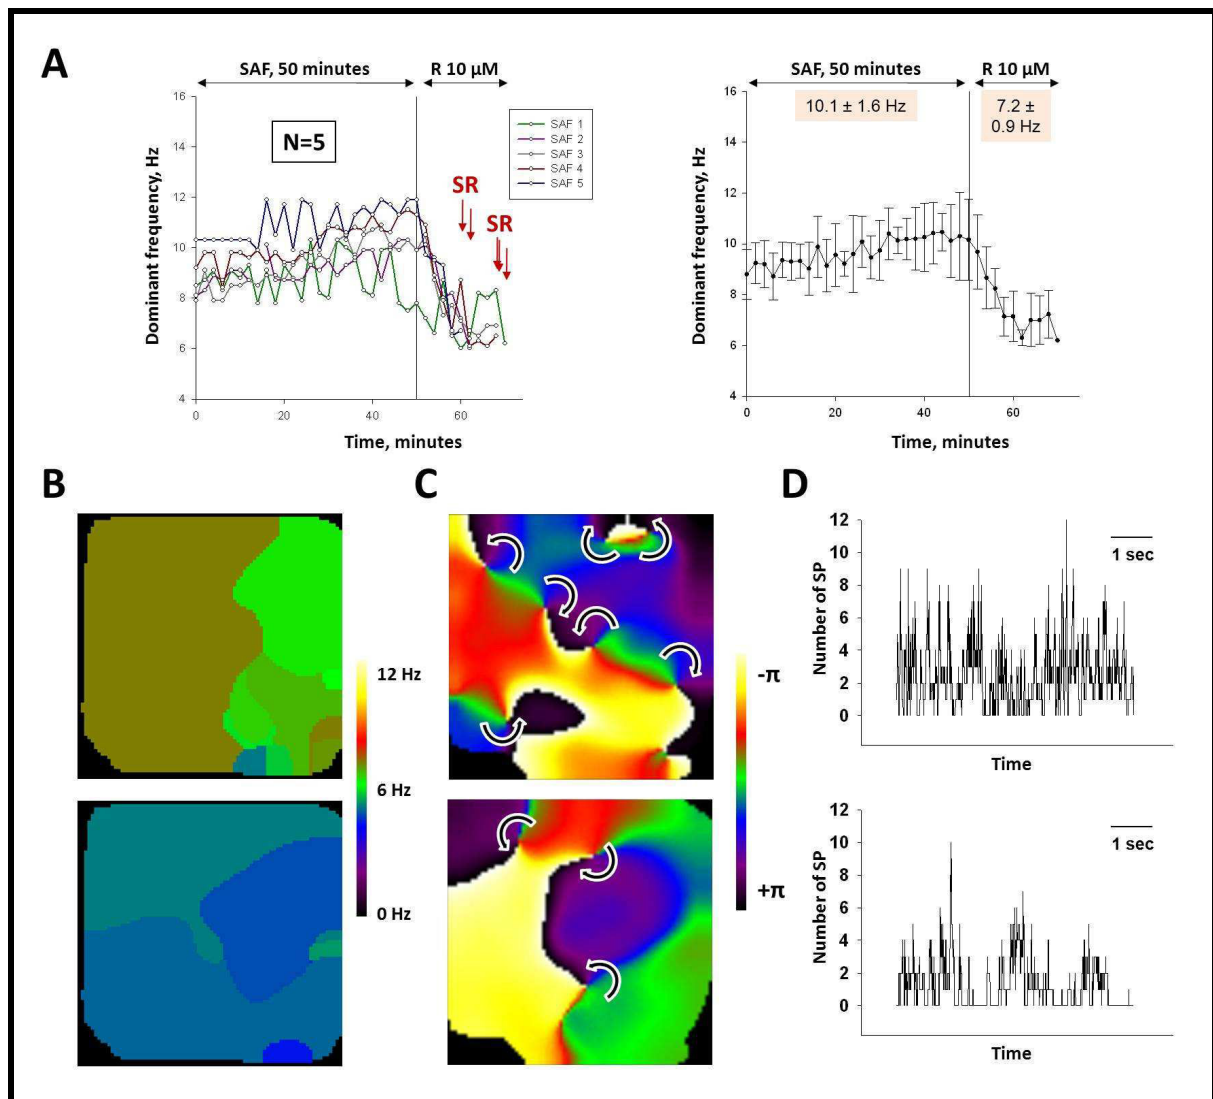 A
SAF, 50 minutes
R 10 µM
16
14
12
10
8
6
4
Dominant frequency, Hz
N=5
SAF 1
SAF 2
SAF 3
SAF 4
SAF 5
SR
SR
0
20
40
60
Time, minutes
SAF, 50 minutes
R 10 µM
16
14
12
10
8
6
4
Dominant frequency, Hz
10.1 ± 1.6 Hz
7.2 ±
0.9 Hz
0
20
40
60
Time, minutes
B
12 Hz
6 Hz
0 Hz
C
-π
+π
D
12
10
8
6
4
2
0
Number of SP
1 sec
Time
12
10
8
6
4
2
0
Number of SP
1 sec
Time